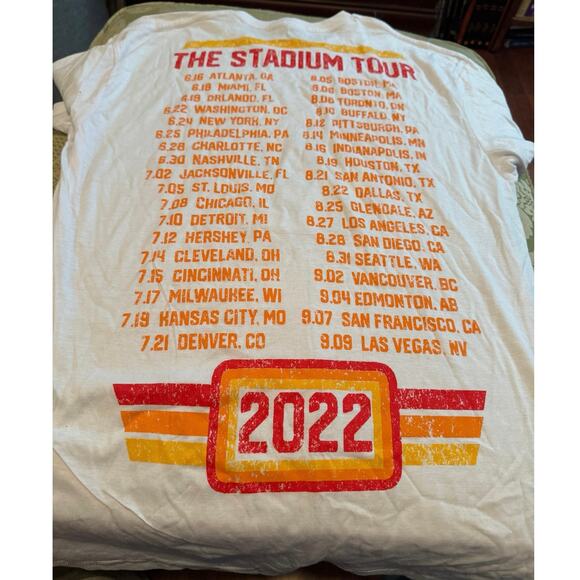 THE STADIUM TOUR
6.16 ATLANTA, GA
6.18 MIAMI, FL
6.19 ORLANDO, FL
6.22 WASHINGTON, DC
6.24 NEW YORK, NY
6.25 PHILADELPHIA, PA
6.28 CHARLOTTE, NC
6.30 NASHVILLE, TN
7.02 JACKSONVILLE, FL
7.05 ST. LOUIS, MO
7.08 CHICAGO, IL
7.10 DETROIT, MI
7.12 HERSHEY, PA
7.14 CLEVELAND, OH
7.15 CINCINNATI, OH
7.17 MILWAUKEE, WI
7.19 KANSAS CITY, MO
7.21 DENVER, CO
8.05 BOSTON, MA
8.06 BOSTON, MA
8.08 TORONTO, ON
8.10 BUFFALO, NY
8.12 PITTSBURGH, PA
8.14 MINNEAPOLIS, MN
8.16 INDIANAPOLIS, IN
8.19 HOUSTON, TX
8.21 SAN ANTONIO, TX
8.22 DALLAS, TX
8.25 GLENDALE, AZ
8.27 LOS ANGELES, CA
8.28 SAN DIEGO, CA
8.31 SEATTLE, WA
9.02 VANCOUVER, BC
9.04 EDMONTON, AB
9.07 SAN FRANCISCO, CA
9.09 LAS VEGAS, NV
2022